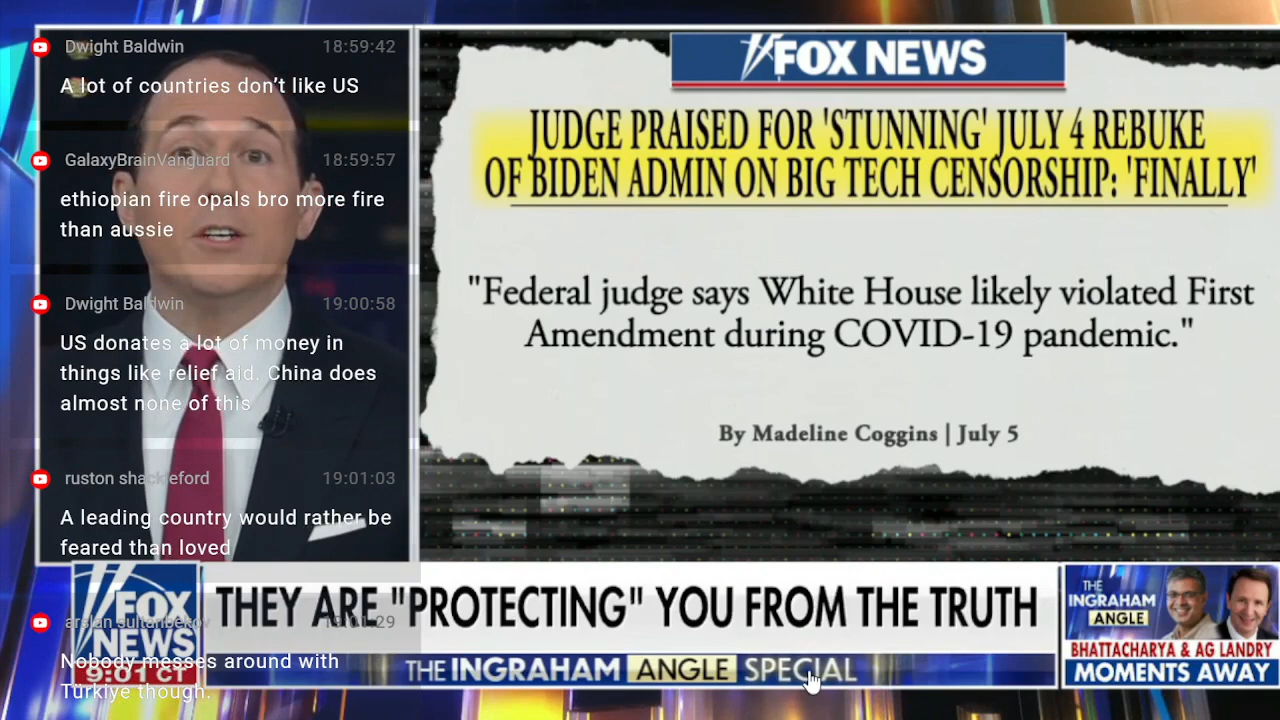 Dwight Baldwin 18:59:42
A lot of countries don’t like US
GalaxyBrainVanguard 18:59:57
ethiopian fire opals bro more fire
than aussie
Dwight Baldwin 19:00:58
US donates a lot of money in
things like relief aid. China does
almost none of this
ruston shackleford 19:01:03
A leading country would rather be
feared than loved
arslan Sultanbekov 19:01:29
Nobody messes around with
Türkiye though.
FOX NEWS
JUDGE PRAISED FOR 'STUNNING' JULY 4 REBUKE
OF BIDEN ADMIN ON BIG TECH CENSORSHIP: 'FINALLY'
"Federal judge says White House likely violated First
Amendment during COVID-19 pandemic."
By Madeline Coggins | July 5
FOX
NEWS
9:01 CT
THEY ARE "PROTECTING" YOU FROM THE TRUTH
THE INGRAHAM ANGLE SPECIAL
THE
INGRAHAM
ANGLE
BHATTACHARYA & AG LANDRY
MOMENTS AWAY